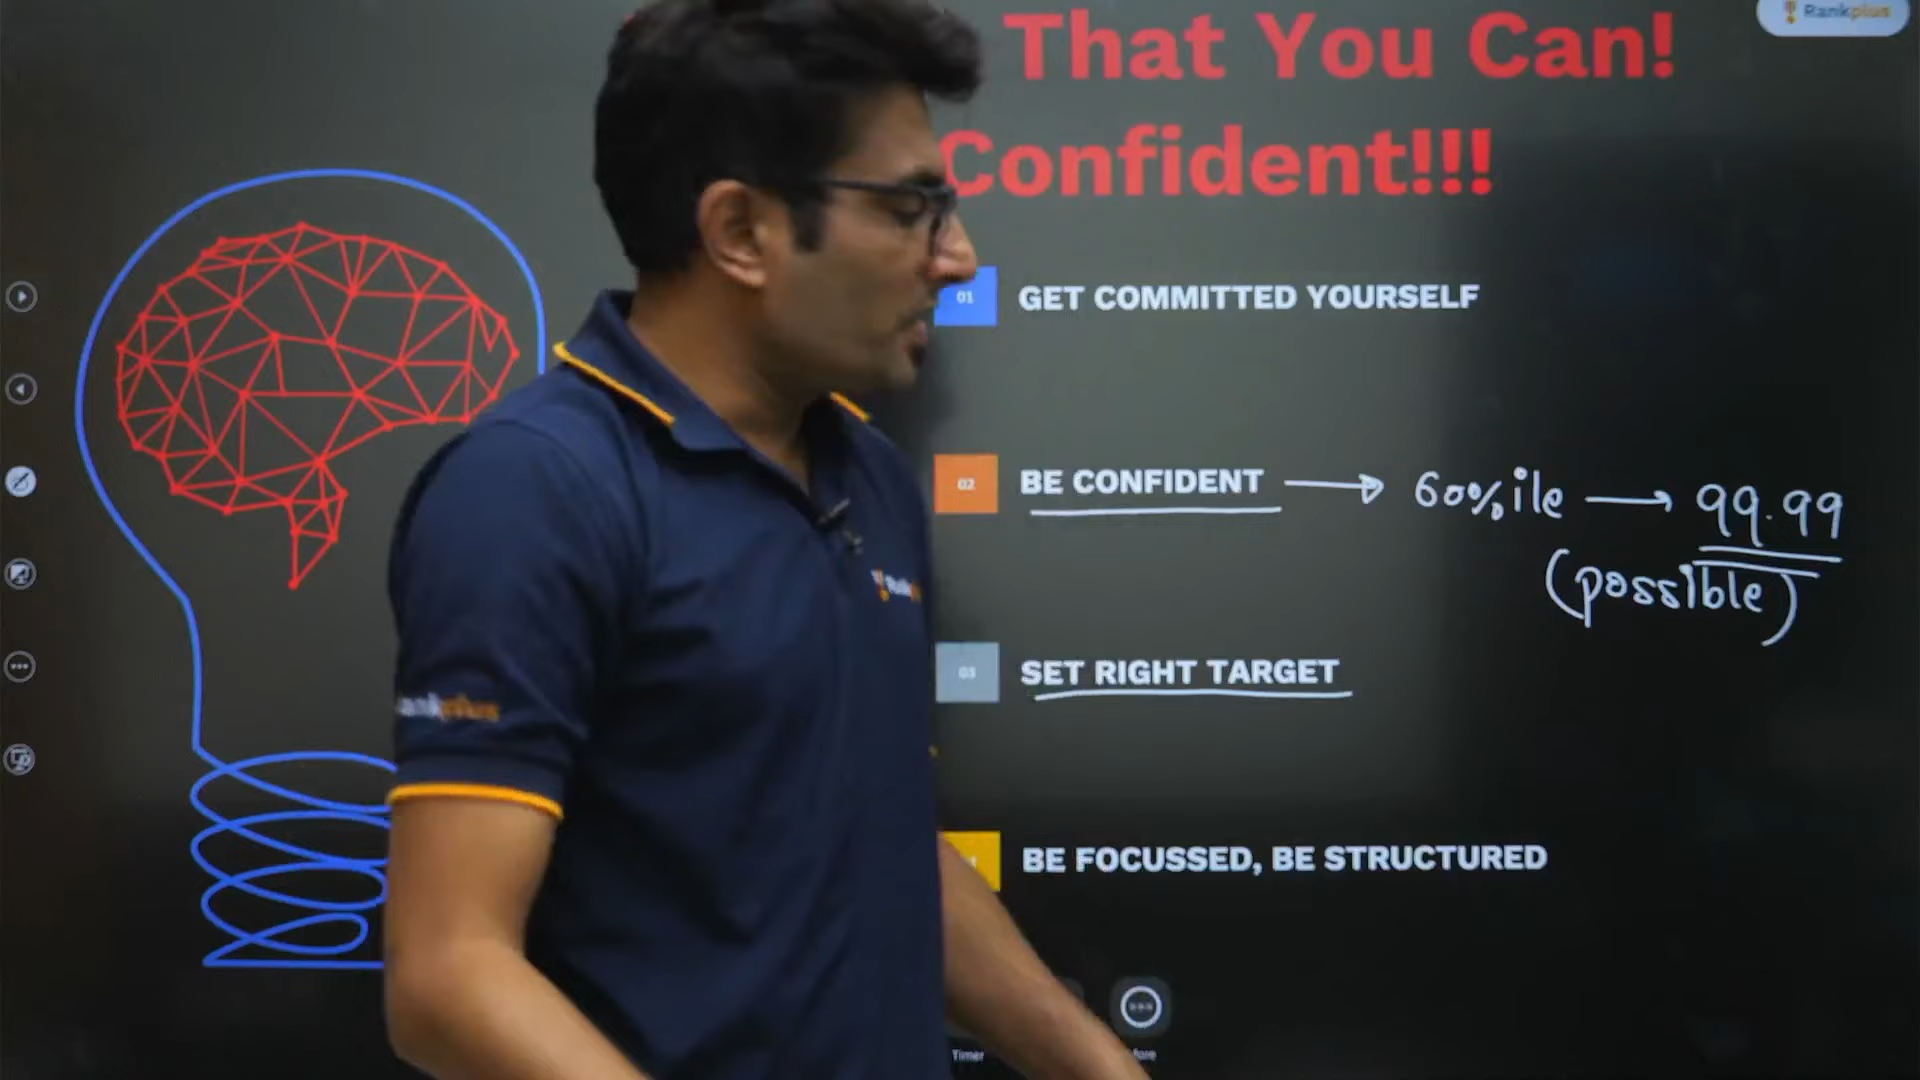 That You Can!
Rankplus
Confident!!!
01 GET COMMITTED YOURSELF
02 BE CONFIDENT → 60%ile → 99.99
(possible)
03 SET RIGHT TARGET
BE FOCUSSED, BE STRUCTURED
Timer